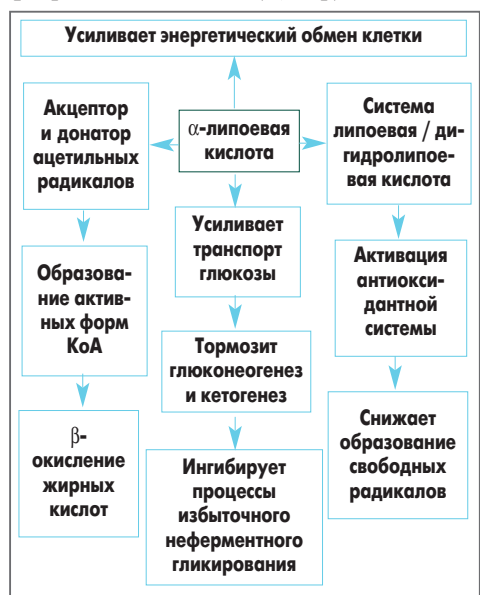 Усиливает энергетический обмен клетки
Акцептор
и донатор
ацетильных
радикалов
α-липоевая
кислота
Система
липоевая / ди-
гидролипое-
вая кислота
Усиливает
транспорт
глюкозы
Образова-
ние актив-
ных форм
КоА
Активация
антиокси-
дантной
системы
Тормозит
глюконеогенез
и кетогенез
β-
окисление
жирных
кислот
Снижает
образование
свободных
радикалов
Ингибирует
процессы
избыточного
неферментного
гликирования